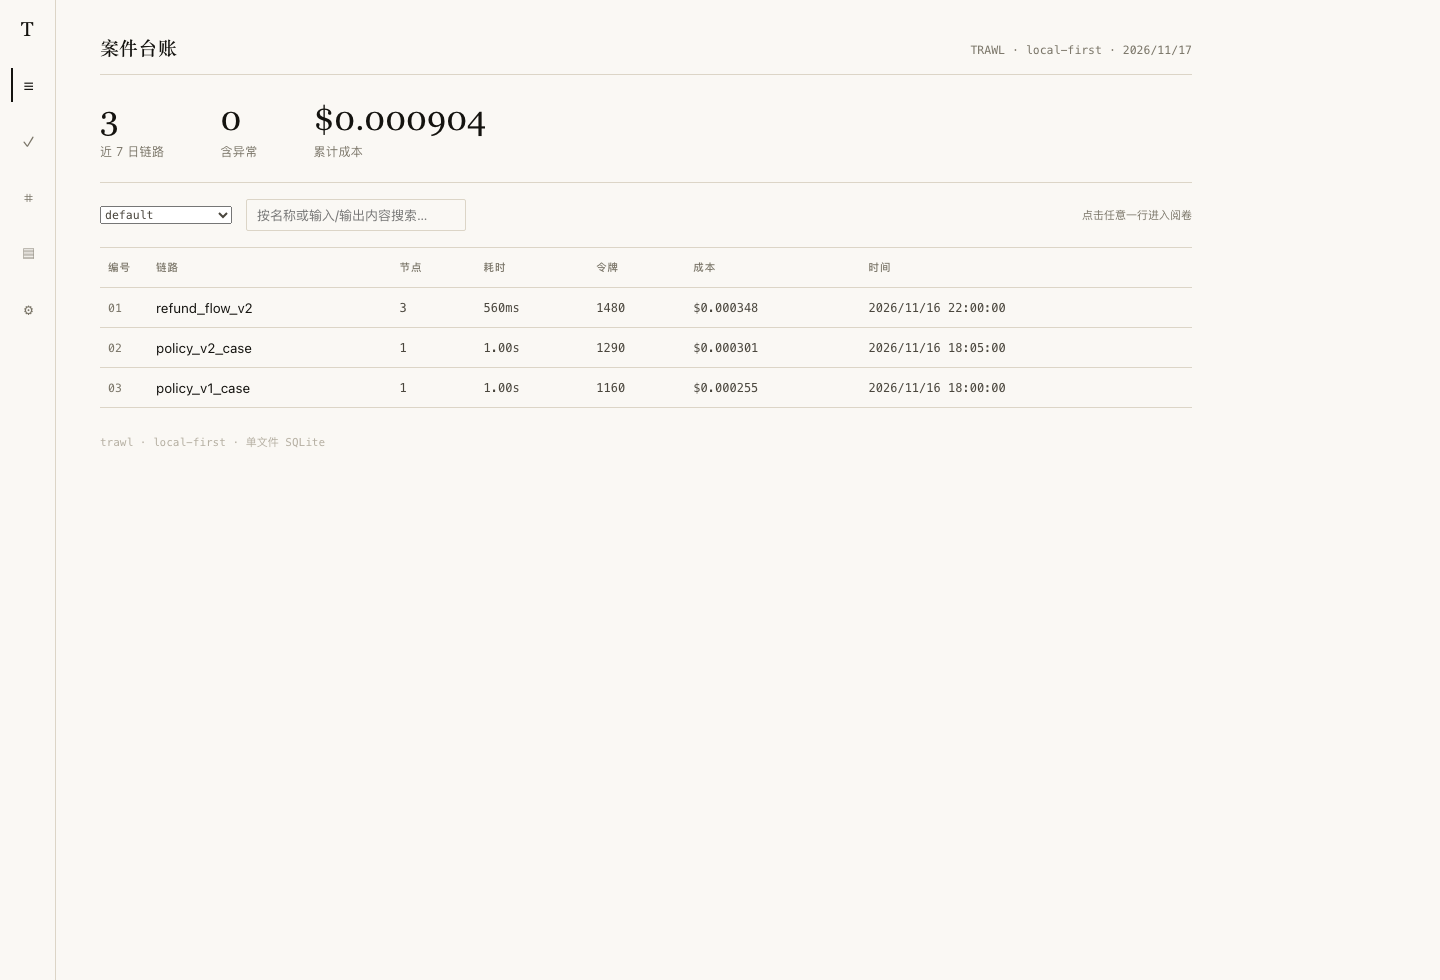 T
案件台账
TRAWL · local-first · 2026/11/17
3 0 $0.000904
近 7 日链路 含异常 累计成本
default 按名称或输入/输出内容搜索... 点击任意一行进入阅卷
编号 链路 节点 耗时 令牌 成本 时间
01 refund_flow_v2 3 560ms 1480 $0.000348 2026/11/16 22:00:00
02 policy_v2_case 1 1.00s 1290 $0.000301 2026/11/16 18:05:00
03 policy_v1_case 1 1.00s 1160 $0.000255 2026/11/16 18:00:00
trawl · local-first · 单文件 SQLite